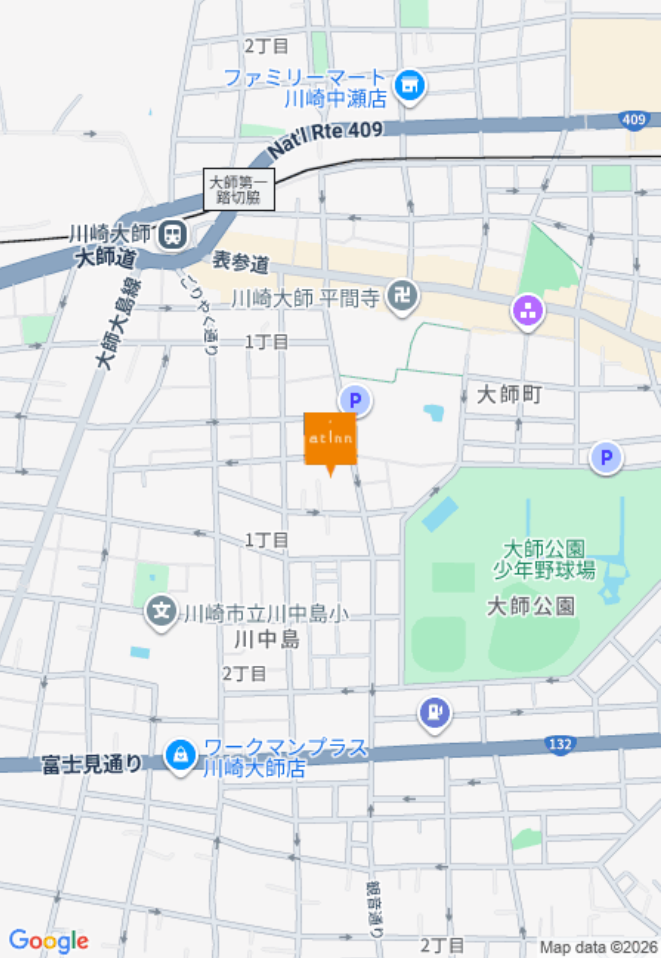 2丁目
ファミリーマート
川崎中瀬店
409
Nat'l Rte 409
大師第一
踏切脇
川崎大師
大師道
表参道
ごりやく通り
大師大島線
川崎大師 平間寺
1丁目
P
大師町
at inn
P
1丁目
大師公園
少年野球場
大師公園
文
川崎市立川中島小
川中島
2丁目
132
ワークマンプラス
川崎大師店
富士見通り
観音通り
2丁目
Google
Map data ©2026